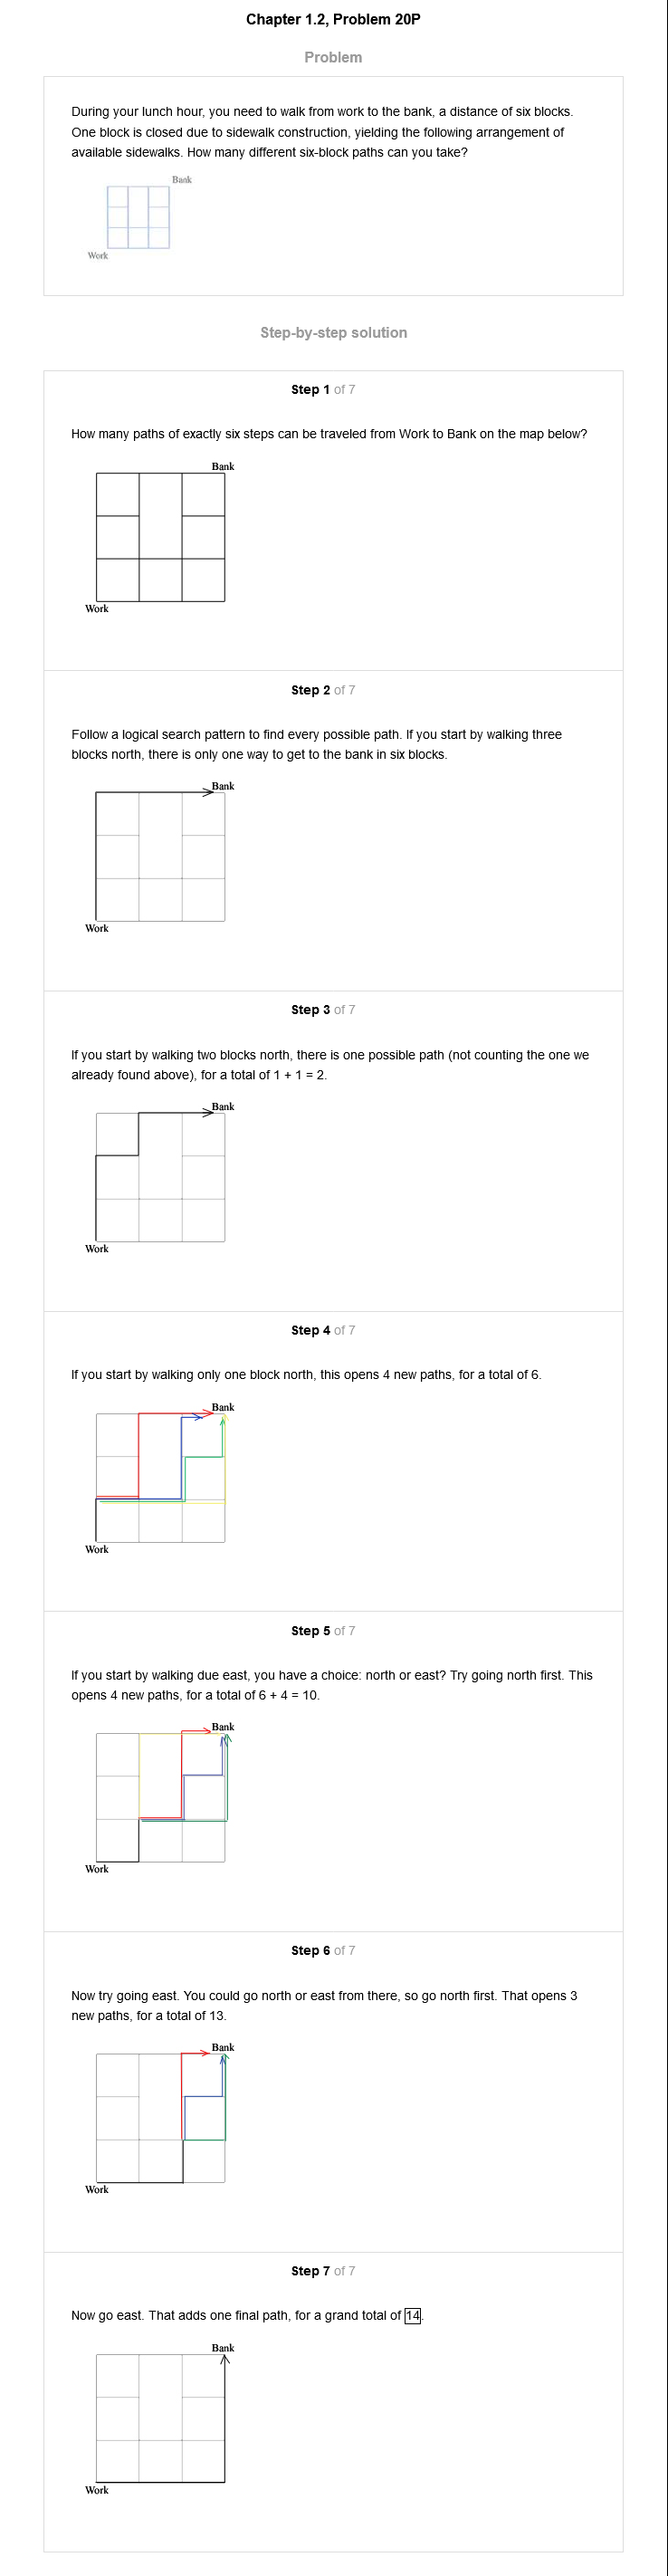 Chapter 1.2, Problem 20P
Problem
During your lunch hour, you need to walk from work to the bank, a distance of six blocks.
One block is closed due to sidewalk construction, yielding the following arrangement of
available sidewalks. How many different six-block paths can you take?
Bank
Work
Step-by-step solution
Step 1 of 7
How many paths of exactly six steps can be traveled from Work to Bank on the map below?
Bank
Work
Step 2 of 7
Follow a logical search pattern to find every possible path. If you start by walking three
blocks north, there is only one way to get to the bank in six blocks.
Bank
Work
Step 3 of 7
If you start by walking two blocks north, there is one possible path (not counting the one we
already found above), for a total of 1 + 1 = 2.
Bank
Work
Step 4 of 7
If you start by walking only one block north, this opens 4 new paths, for a total of 6.
Bank
Work
Step 5 of 7
If you start by walking due east, you have a choice: north or east? Try going north first. This
opens 4 new paths, for a total of 6 + 4 = 10.
Bank
Work
Step 6 of 7
Now try going east. You could go north or east from there, so go north first. That opens 3
new paths, for a total of 13.
Bank
Work
Step 7 of 7
Now go east. That adds one final path, for a grand total of 14.
Bank
Work